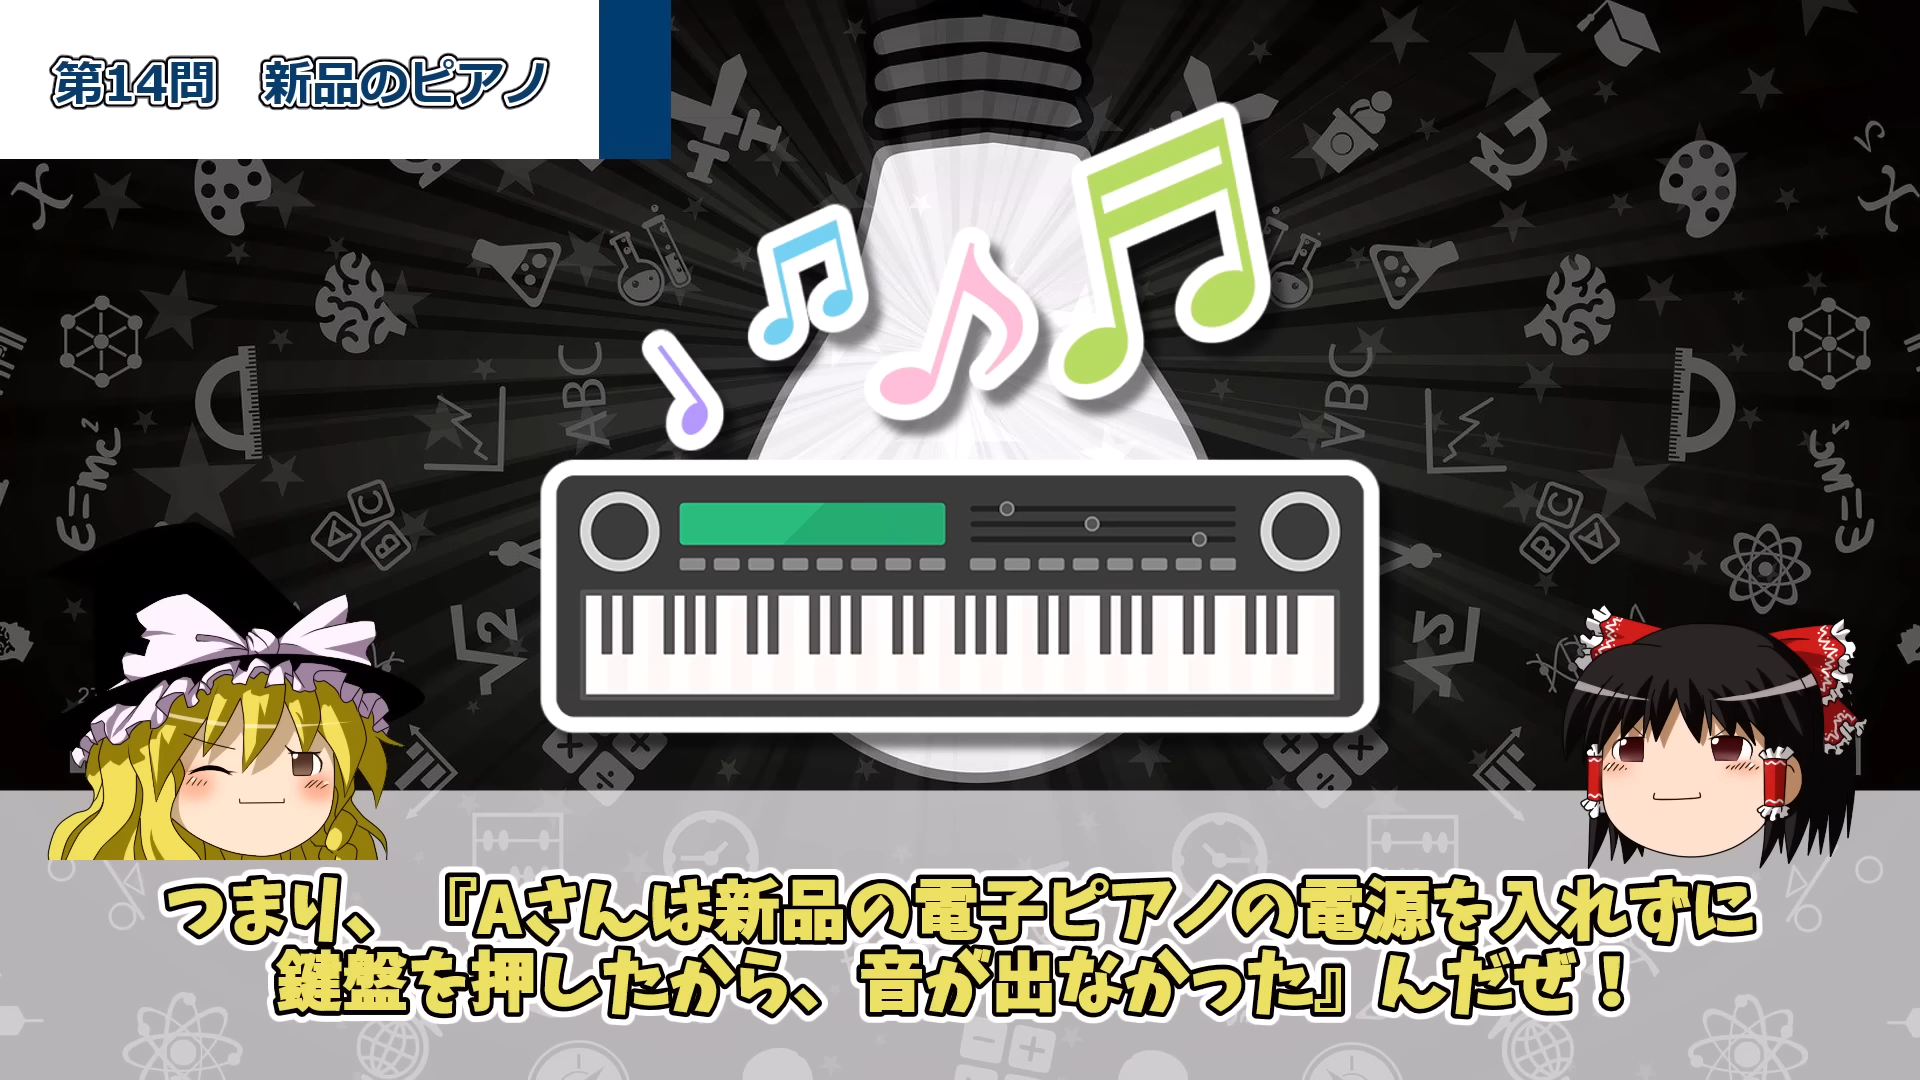 第14問　新品のピアノ
つまり、『Aさんは新品の電子ピアノの電源を入れずに
鍵盤を押したから、音が出なかった』んだぜ！